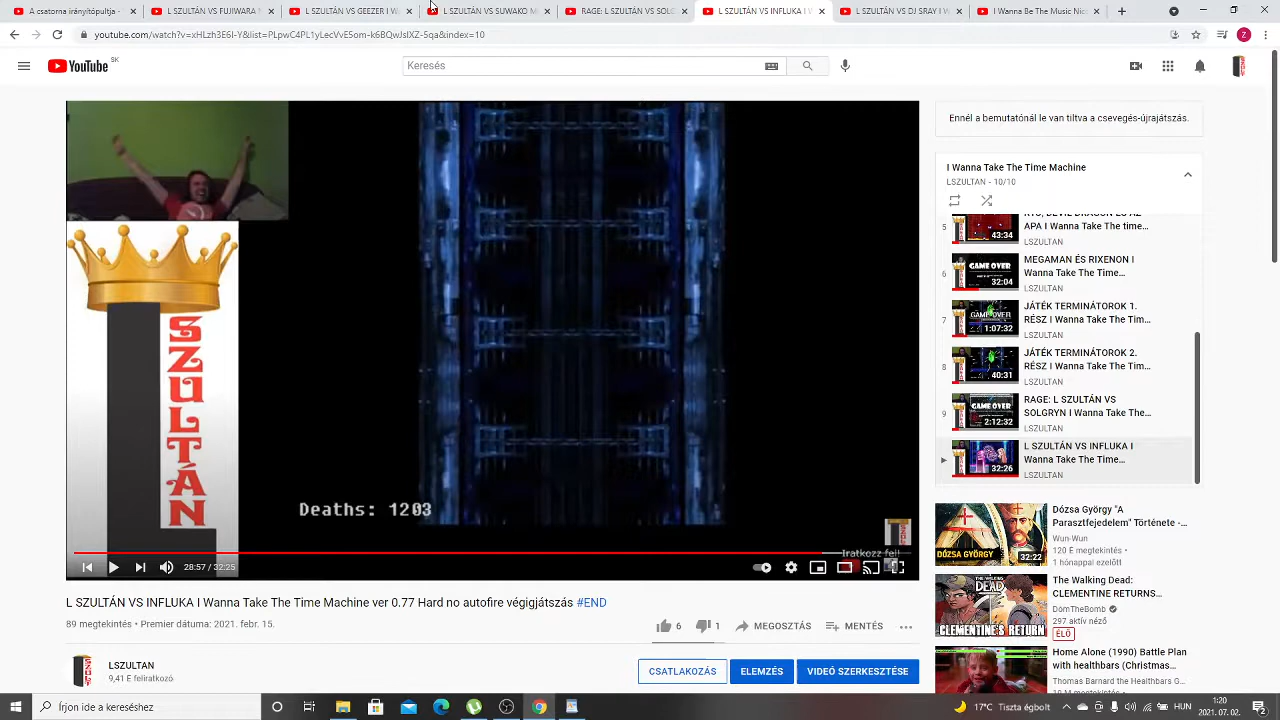 A csatorna irányítópultja -
L SZULTÁN VS FUJIWARA
L SZULTÁN VS GEEZER I W
L SZULTÁN VS SUWAKO M
RAGE: L SZULTÁN VS SOLG
L SZULTÁN VS INFLUKA I W
L SZULTÁN VS DJ SRAY I W
I Wanna Be The Music Nen
youtube.com/watch?v=xHLzh3E6I-Y&list=PLpwC4PL1yLecVvE5om-k6BQwJslXZ-5qa&index=10
YouTube SK
Keresés
Ennél a bemutatónál le van tiltva a csevegés-újrajátszás.
I Wanna Take The Time Machine
LSZULTAN - 10/10
5
APA I Wanna Take The time...
43:34
LSZULTAN
6
MEGAMAN ÉS RIXENON I
Wanna Take The Time...
GAME OVER
32:04
LSZULTAN
7
JÁTÉK TERMINÁTOROK 1.
RÉSZ I Wanna Take The Tim...
GAME OVER
1:07:32
LSZULTAN
8
JÁTÉK TERMINÁTOROK 2.
RÉSZ I Wanna Take The Tim...
40:31
LSZULTAN
9
RAGE: L SZULTÁN VS
SOLGRYN I Wanna Take The...
GAME OVER
2:12:32
LSZULTAN
L SZULTÁN VS INFLUKA I
Wanna Take The Time...
32:26
LSZULTAN
L SZULTÁN
Deaths: 1203
Iratkozz fel!
28:57 / 32:25
L SZULTÁN VS INFLUKA I Wanna Take The Time Machine ver 0.77 Hard no autofire végigjátszás #END
89 megtekintés • Premier dátuma: 2021. febr. 15.
6
1
MEGOSZTÁS
MENTÉS
LSZULTAN
9,41 E feliratkozó
CSATLAKOZÁS
ELEMZÉS
VIDEÓ SZERKESZTÉSE
DÓZSA GYÖRGY
32:22
Dózsa György "A
Parasztfejedelem" Története -...
Wun-Wun
120 E megtekintés •
1 hónappal ezelőtt
CLEMENTINE RETURNS
The Walking Dead:
CLEMENTINE RETURNS...
DomTheBomb
297 aktív néző
ÉLŐ
Home Alone (1990) Battle Plan
with healthbars (Christmas...
Thomas Barnard the Healthbars G...
Írjon ide a kereséshez
17°C Tiszta égbolt
HUN
1:20
2021. 07. 02.